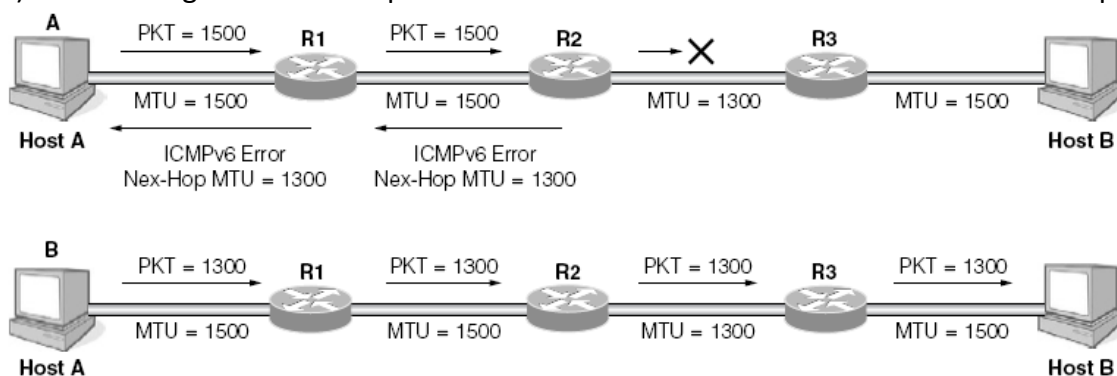 A
PKT = 1500 R1 PKT = 1500 R2 R3
MTU = 1500 MTU = 1500 MTU = 1300 MTU = 1500
Host A Host B
ICMPv6 Error ICMPv6 Error
Nex-Hop MTU = 1300 Nex-Hop MTU = 1300
B
PKT = 1300 R1 PKT = 1300 R2 PKT = 1300 R3 PKT = 1300
MTU = 1500 MTU = 1500 MTU = 1300 MTU = 1500
Host A Host B